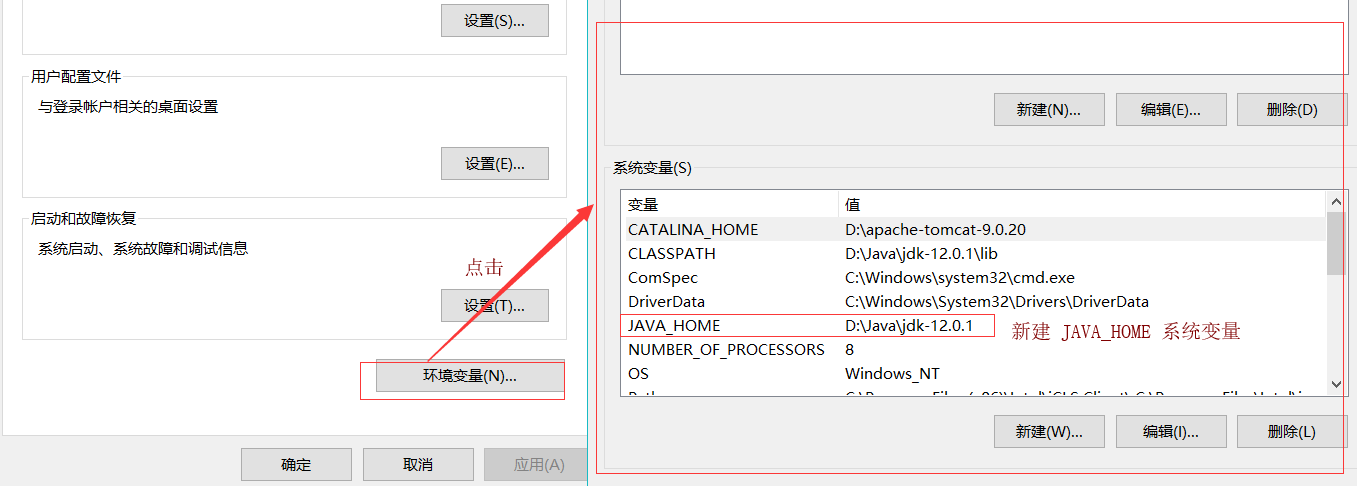 设置(S)...
用户配置文件
与登录帐户相关的桌面设置
设置(E)...
启动和故障恢复
系统启动、系统故障和调试信息
点击
设置(T)...
环境变量(N)...
确定 取消 应用(A)
新建(N)... 编辑(E)... 删除(D)
系统变量(S)
变量 值
CATALINA_HOME D:\apache-tomcat-9.0.20
CLASSPATH D:\Java\jdk-12.0.1\lib
ComSpec C:\Windows\system32\cmd.exe
DriverData C:\Windows\System32\Drivers\DriverData
JAVA_HOME D:\Java\jdk-12.0.1
新建 JAVA_HOME 系统变量
NUMBER_OF_PROCESSORS 8
OS Windows_NT
新建(W)... 编辑(I)... 删除(L)